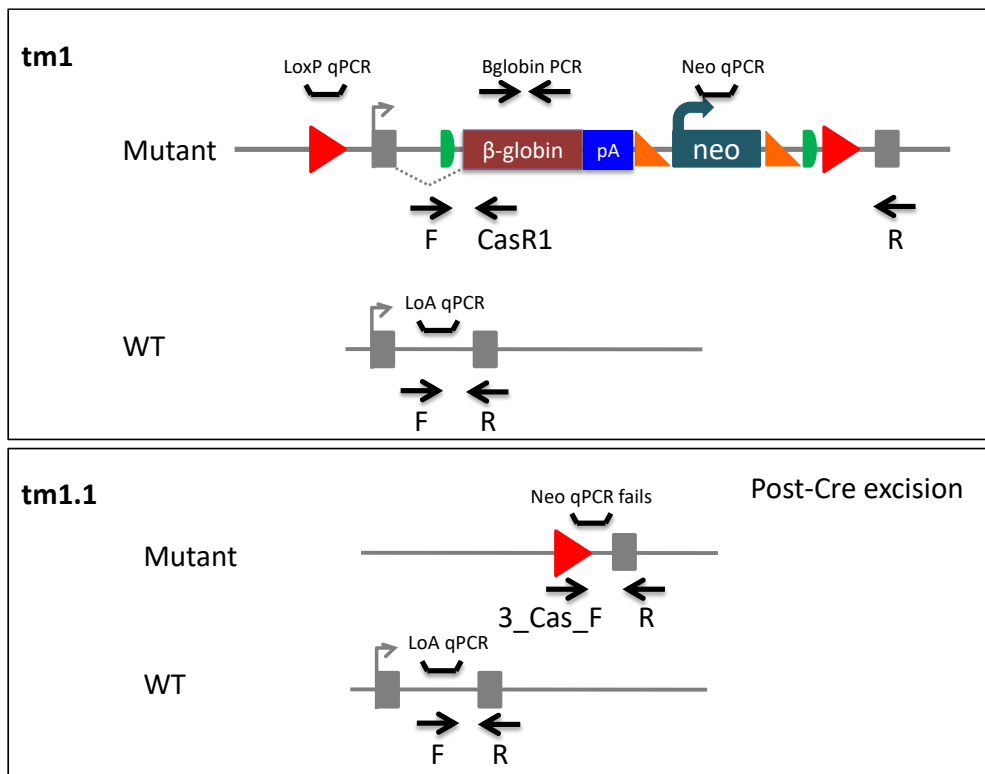 tm1
LoxP qPCR
Bglobin PCR
Neo qPCR
Mutant
β-globin
pA
neo
F
CasR1
R
LoA qPCR
WT
F
R
tm1.1
Post-Cre excision
Neo qPCR fails
Mutant
3_Cas_F
R
LoA qPCR
WT
F
R